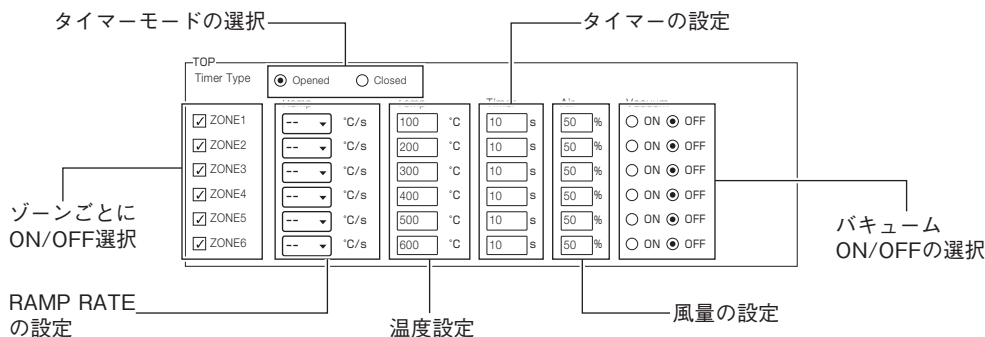 タイマーモードの選択
タイマーの設定
TOP
Timer Type Opened Closed
Ramp Temp Timer Air Vacuum
ZONE1 -- °C/s 100 °C 10 s 50 % ON OFF
ZONE2 -- °C/s 200 °C 10 s 50 % ON OFF
ZONE3 -- °C/s 300 °C 10 s 50 % ON OFF
ZONE4 -- °C/s 400 °C 10 s 50 % ON OFF
ZONE5 -- °C/s 500 °C 10 s 50 % ON OFF
ZONE6 -- °C/s 600 °C 10 s 50 % ON OFF
ゾーンごとに
ON/OFF選択
バキューム
ON/OFFの選択
RAMP RATE
の設定
温度設定
風量の設定